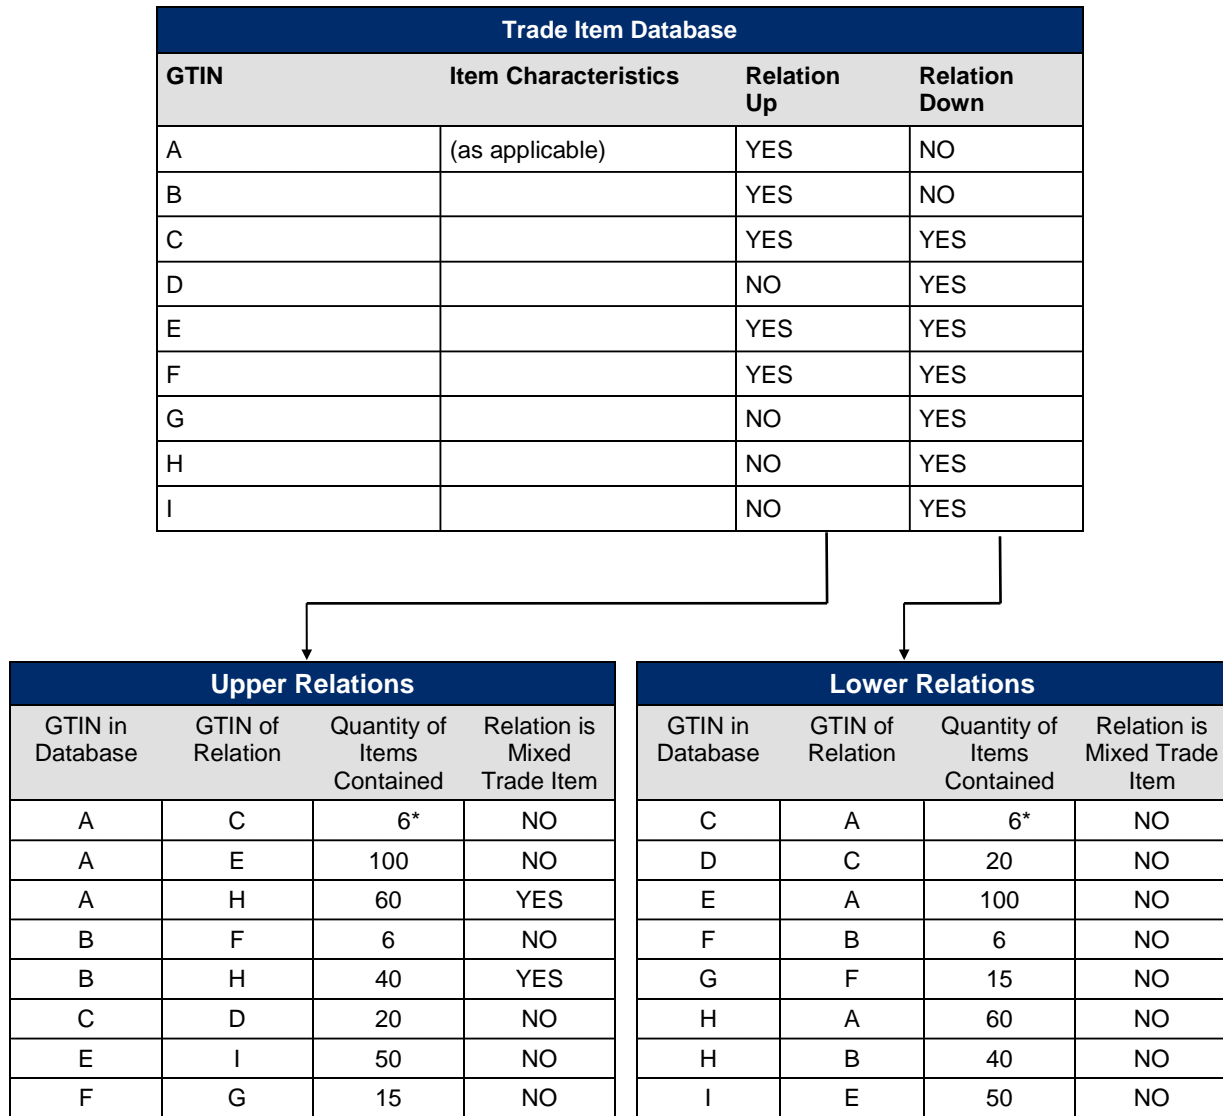 Trade Item Database
GTIN Item Characteristics Relation Up Relation Down
A (as applicable) YES NO
B YES NO
C YES YES
D NO YES
E YES YES
F YES YES
G NO YES
H NO YES
I NO YES
Upper Relations
GTIN in Database GTIN of Relation Quantity of Items Contained Relation is Mixed Trade Item
A C 6* NO
A E 100 NO
A H 60 YES
B F 6 NO
B H 40 YES
C D 20 NO
E I 50 NO
F G 15 NO
Lower Relations
GTIN in Database GTIN of Relation Quantity of Items Contained Relation is Mixed Trade Item
C A 6* NO
D C 20 NO
E A 100 NO
F B 6 NO
G F 15 NO
H A 60 NO
H B 40 NO
I E 50 NO